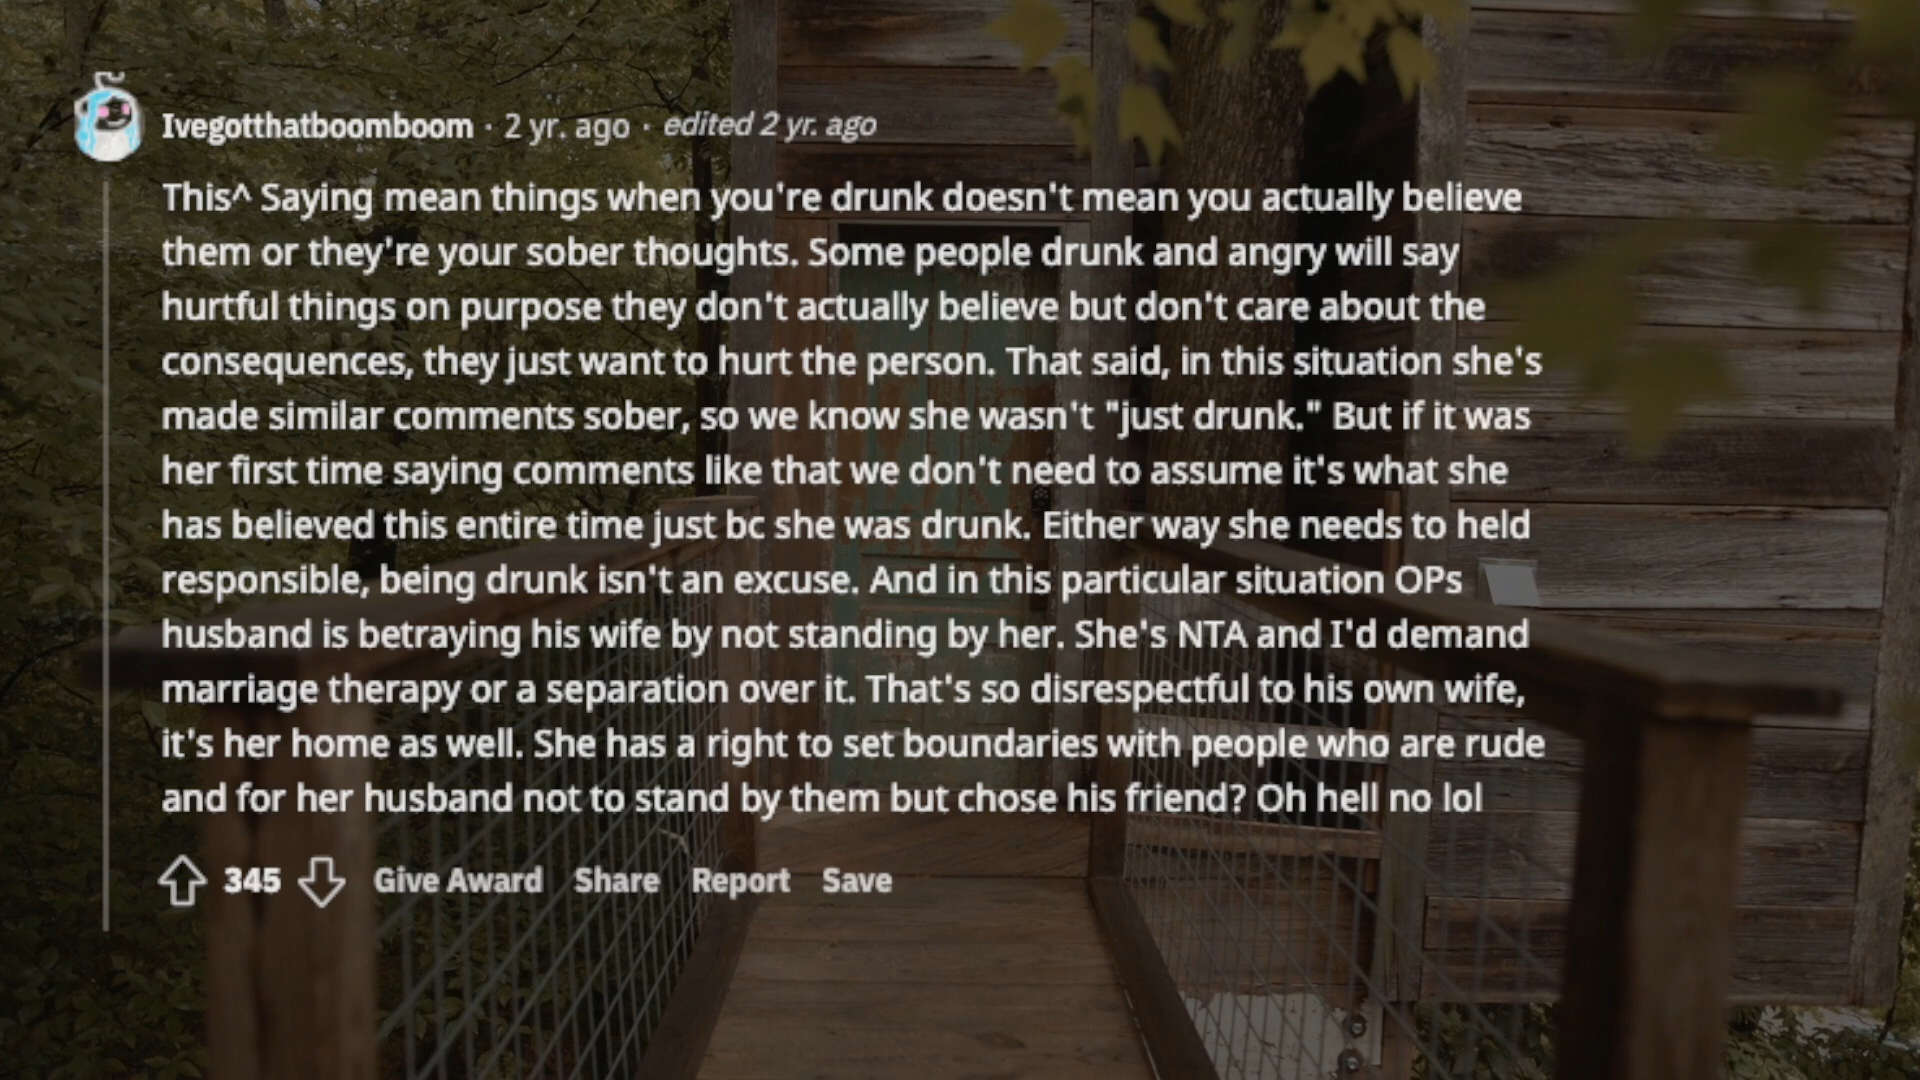 Ivegotthatboomboom · 2 yr. ago · edited 2 yr. ago
This^ Saying mean things when you're drunk doesn't mean you actually believe
them or they're your sober thoughts. Some people drunk and angry will say
hurtful things on purpose they don't actually believe but don't care about the
consequences, they just want to hurt the person. That said, in this situation she's
made similar comments sober, so we know she wasn't "just drunk." But if it was
her first time saying comments like that we don't need to assume it's what she
has believed this entire time just bc she was drunk. Either way she needs to held
responsible, being drunk isn't an excuse. And in this particular situation OPs
husband is betraying his wife by not standing by her. She's NTA and I'd demand
marriage therapy or a separation over it. That's so disrespectful to his own wife,
it's her home as well. She has a right to set boundaries with people who are rude
and for her husband not to stand by them but chose his friend? Oh hell no lol
345 Give Award Share Report Save